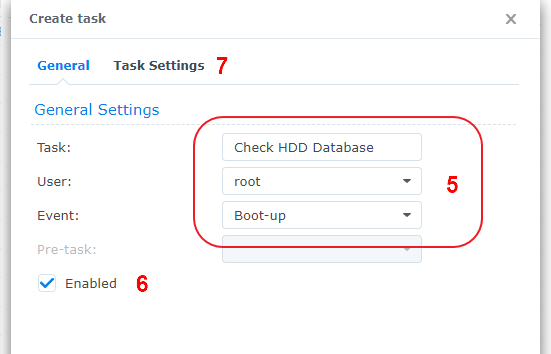 Create task
General Task Settings 7
General Settings
Task: Check HDD Database
User: root 5
Event: Boot-up
Pre-task:
Enabled 6